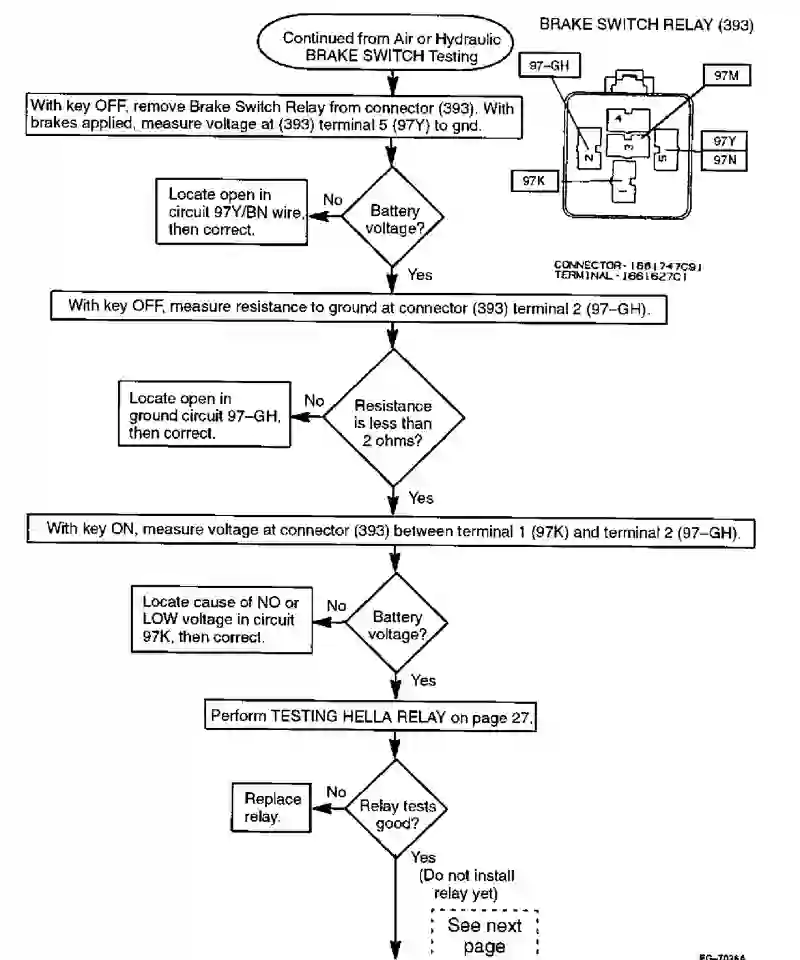 Continued from Air or Hydraulic
BRAKE SWITCH Testing
BRAKE SWITCH RELAY (393)
97-GH
97M
97Y
97N
97K
4
3
2
5
1
CONNECTOR-1661747C91
TERMINAL-1661627C1
With key OFF, remove Brake Switch Relay from connector (393). With
brakes applied, measure voltage at (393) terminal 5 (97Y) to gnd.
Locate open in
circuit 97Y/BN wire,
then correct.
No
Battery
voltage?
Yes
With key OFF, measure resistance to ground at connector (393) terminal 2 (97–GH).
Locate open in
ground circuit 97–GH,
then correct.
No
Resistance
is less than
2 ohms?
Yes
With key ON, measure voltage at connector (393) between terminal 1 (97K) and terminal 2 (97–GH).
Locate cause of NO or
LOW voltage in circuit
97K, then correct.
No
Battery
voltage?
Yes
Perform TESTING HELLA RELAY on page 27.
Replace
relay.
No
Relay tests
good?
Yes
(Do not install
relay yet)
See next
page